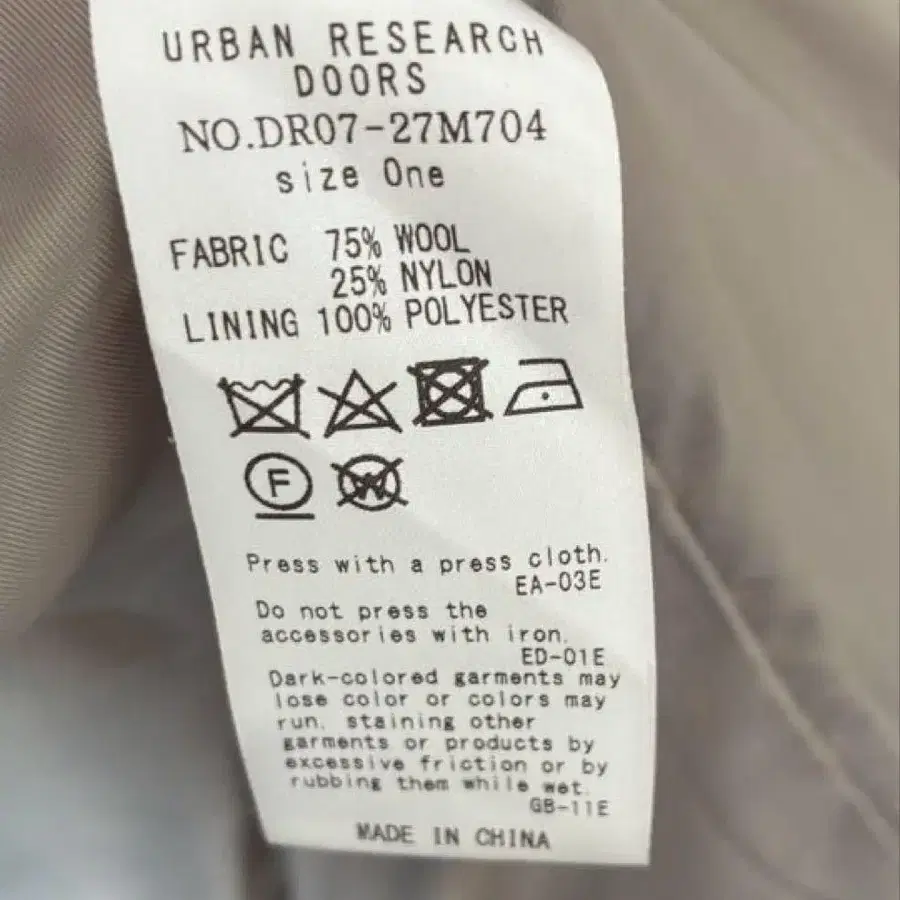 URBAN RESEARCH
DOORS
NO.DR07-27M704
size One
FABRIC 75% WOOL
25% NYLON
LINING 100% POLYESTER
F W
Press with a press cloth.
EA-03E
Do not press the
accessories with iron.
ED-01E
Dark-colored garments may
lose color or colors may
run, staining other
garments or products by
excessive friction or by
rubbing them while wet.
GB-11E
MADE IN CHINA